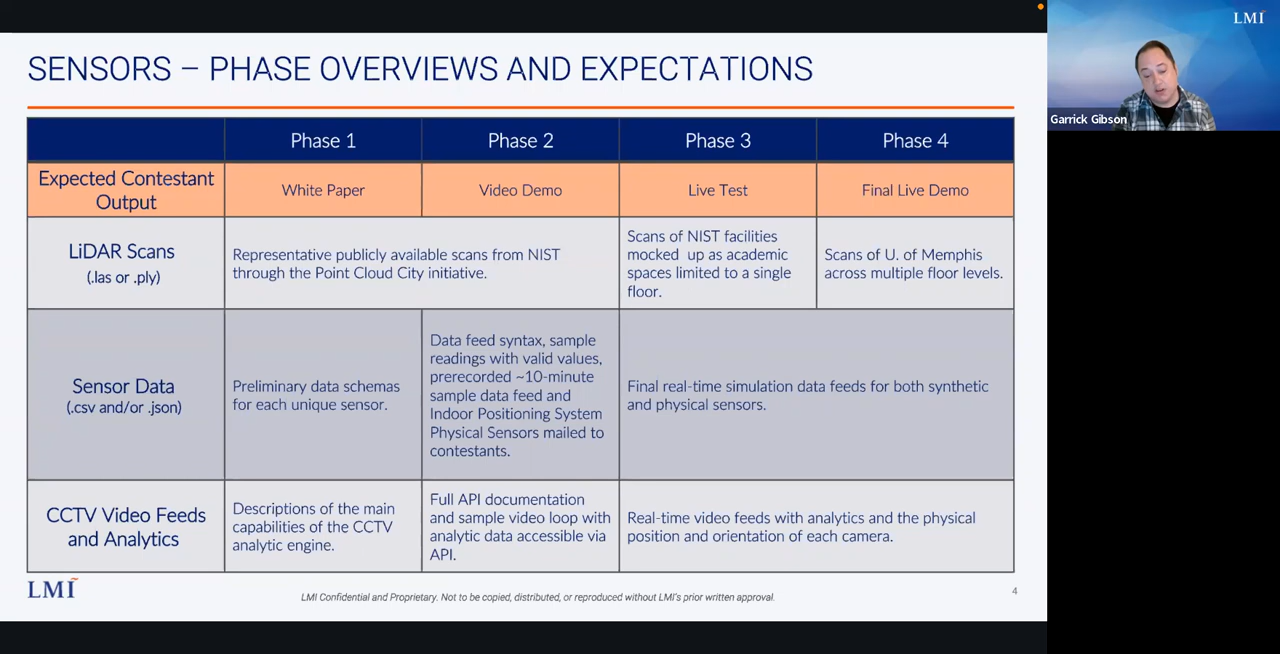 SENSORS – PHASE OVERVIEWS AND EXPECTATIONS
Phase 1
Phase 2
Phase 3
Phase 4
Expected Contestant
Output
White Paper
Video Demo
Live Test
Final Live Demo
LiDAR Scans
(.las or .ply)
Representative publicly available scans from NIST
through the Point Cloud City initiative.
Scans of NIST facilities
mocked up as academic
spaces limited to a single
floor.
Scans of U. of Memphis
across multiple floor levels.
Sensor Data
(.csv and/or .json)
Preliminary data schemas
for each unique sensor.
Data feed syntax, sample
readings with valid values,
prerecorded ~10-minute
sample data feed and
Indoor Positioning System
Physical Sensors mailed to
contestants.
Final real-time simulation data feeds for both synthetic
and physical sensors.
CCTV Video Feeds
and Analytics
Descriptions of the main
capabilities of the CCTV
analytic engine.
Full API documentation
and sample video loop with
analytic data accessible via
API.
Real-time video feeds with analytics and the physical
position and orientation of each camera.
LMI
LMI Confidential and Proprietary. Not to be copied, distributed, or reproduced without LMI's prior written approval.
4
LMI
Garrick Gibson